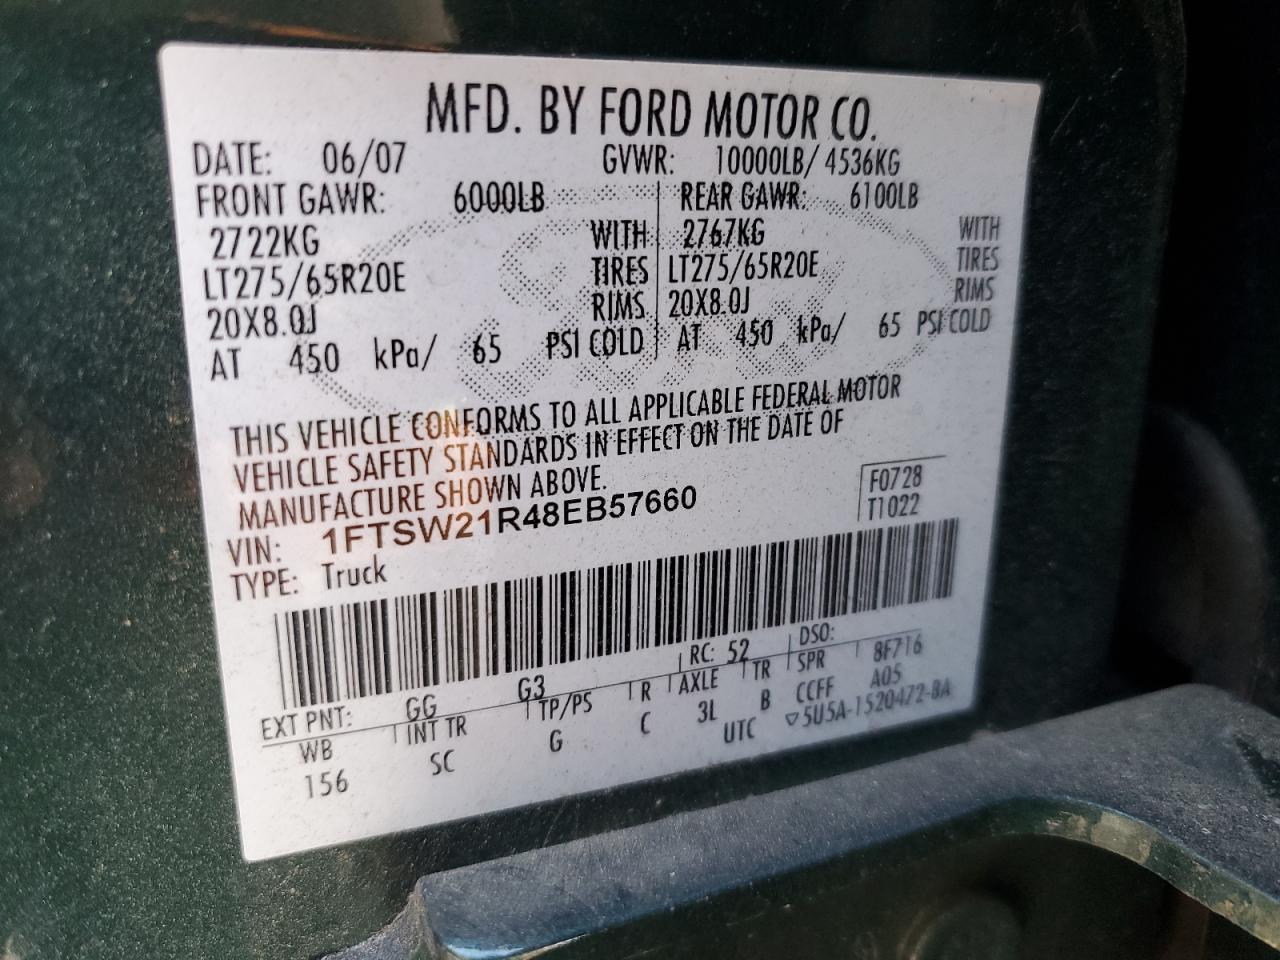 MFD. BY FORD MOTOR CO.
DATE: 06/07 GVWR: 10000LB/ 4536KG
FRONT GAWR: 6000LB REAR GAWR: 6100LB
2722KG WITH 2767KG WITH
LT275/65R20E TIRES LT275/65R20E TIRES
20X8.0J RIMS 20X8.0J RIMS
AT 450 kPa/ 65 PSI COLD AT 450 kPa/ 65 PSI COLD
THIS VEHICLE CONFORMS TO ALL APPLICABLE FEDERAL MOTOR
VEHICLE SAFETY STANDARDS IN EFFECT ON THE DATE OF
MANUFACTURE SHOWN ABOVE.
F0728
VIN: 1FTSW21R48EB57660 T1022
TYPE: Truck
EXT PNT: GG G3 RC: 52 DSO:
WB INT TR TP/PS R AXLE TR SPR 8F716
156 SC G C 3L B CCFF A05
UTC ▽5U5A-1520472-BA